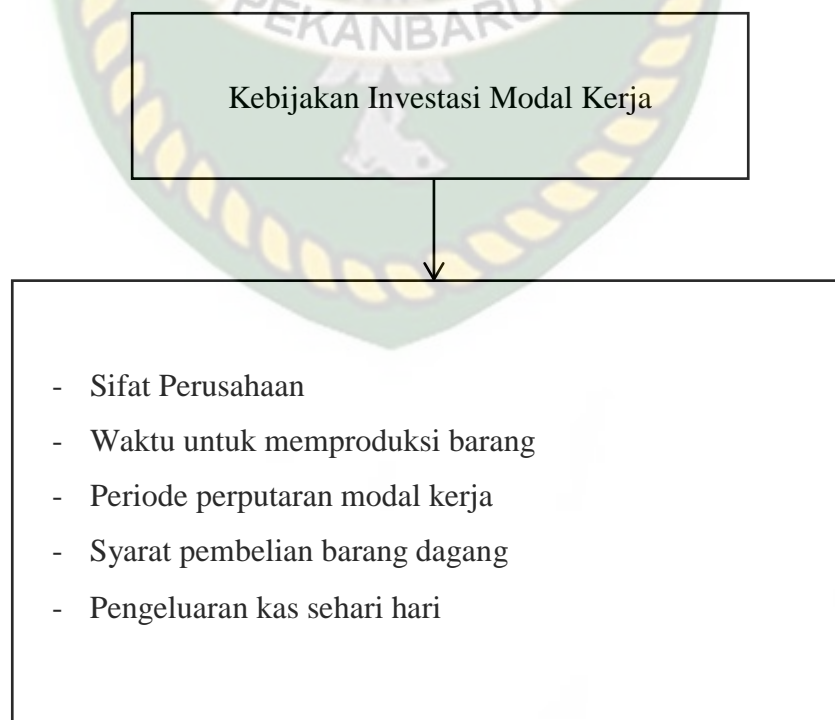 PEKANBARU
Kebijakan Investasi Modal Kerja
- Sifat Perusahaan
- Waktu untuk memproduksi barang
- Periode perputaran modal kerja
- Syarat pembelian barang dagang
- Pengeluaran kas sehari hari